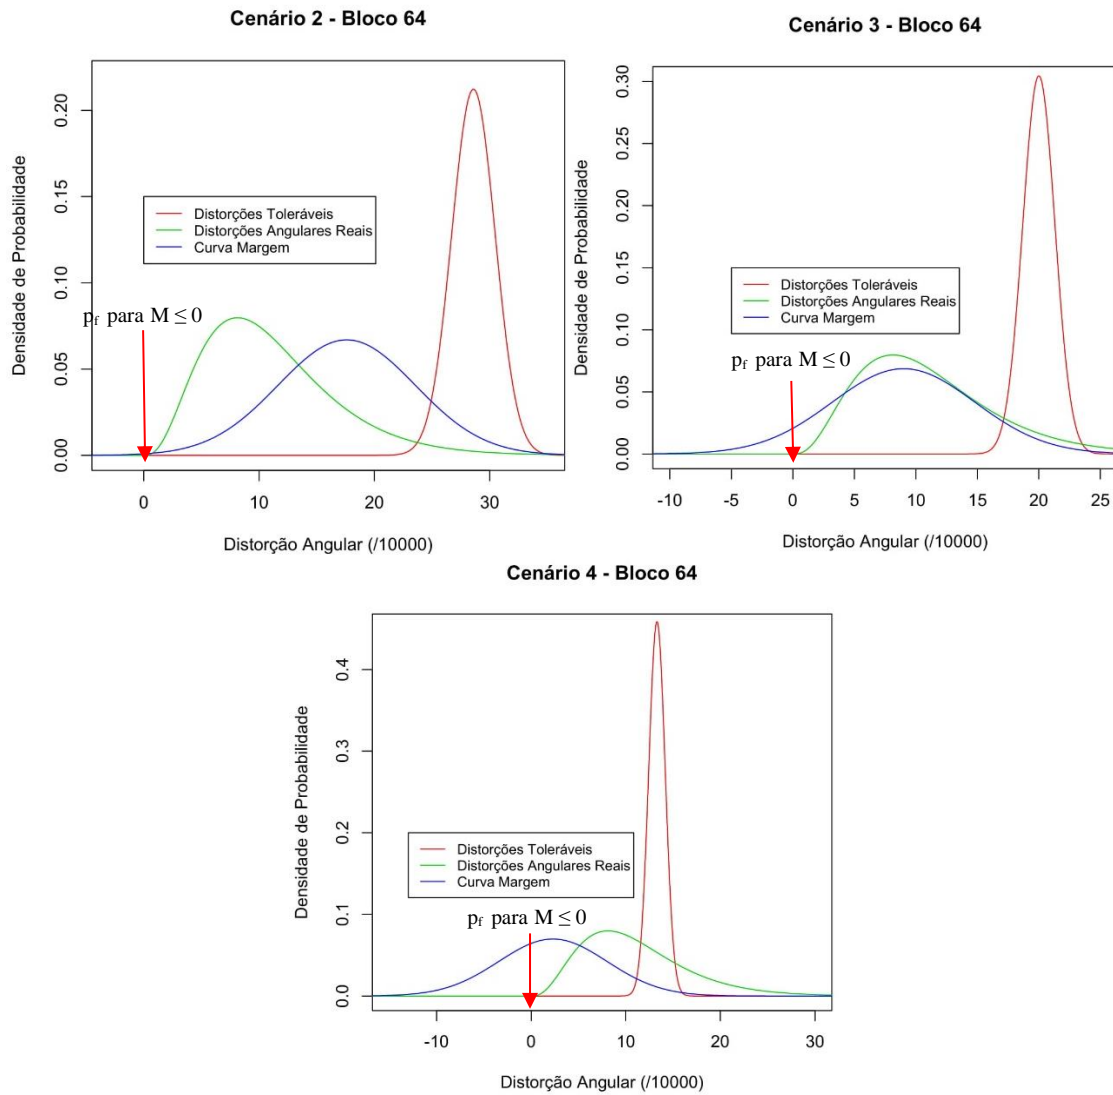 Cenário 2 - Bloco 64
Densidade de Probabilidade
0.20
0.15
0.10
0.05
0.00
Distorções Toleráveis
Distorções Angulares Reais
Curva Margem
pf para M ≤ 0
0
10
20
30
Distorção Angular (/10000)
Cenário 3 - Bloco 64
Densidade de Probabilidade
0.30
0.25
0.20
0.15
0.10
0.05
0.00
Distorções Toleráveis
Distorções Angulares Reais
Curva Margem
pf para M ≤ 0
-10
-5
0
5
10
15
20
25
Distorção Angular (/10000)
Cenário 4 - Bloco 64
Densidade de Probabilidade
0.4
0.3
0.2
0.1
0.0
Distorções Toleráveis
Distorções Angulares Reais
Curva Margem
pf para M ≤ 0
-10
0
10
20
30
Distorção Angular (/10000)